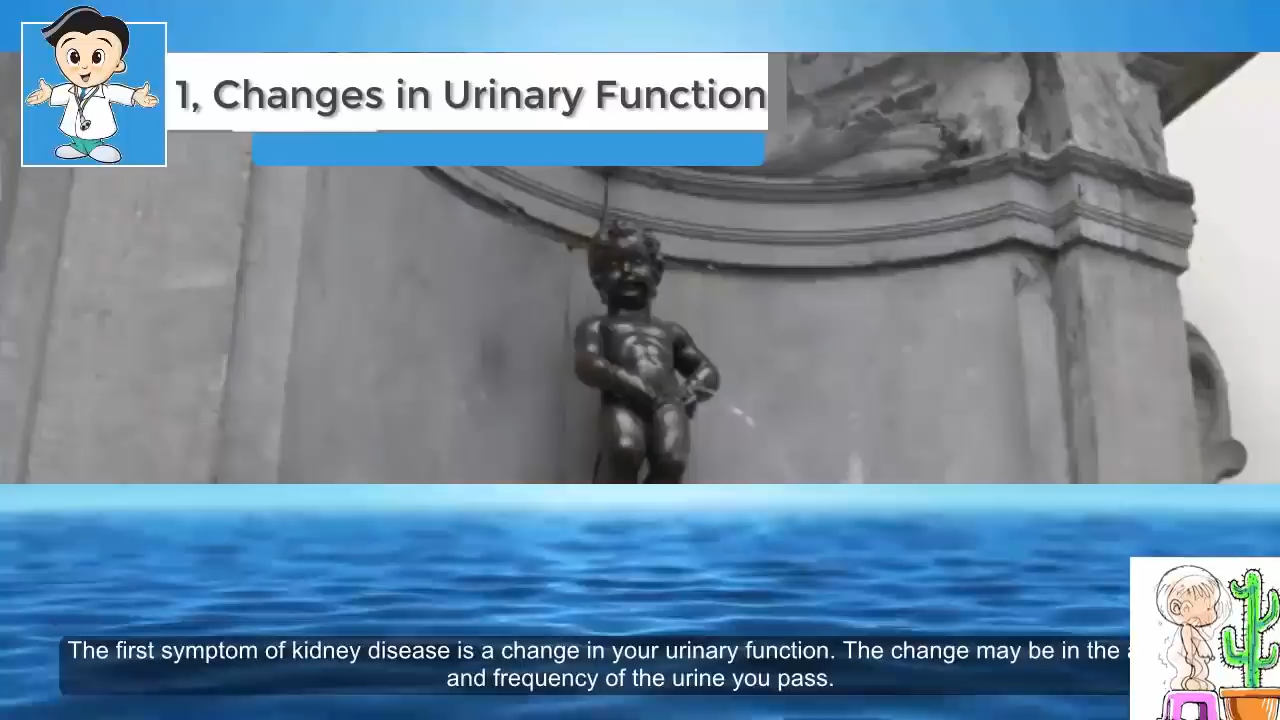 1, Changes in Urinary Function
The first symptom of kidney disease is a change in your urinary function. The change may be in the
and frequency of the urine you pass.